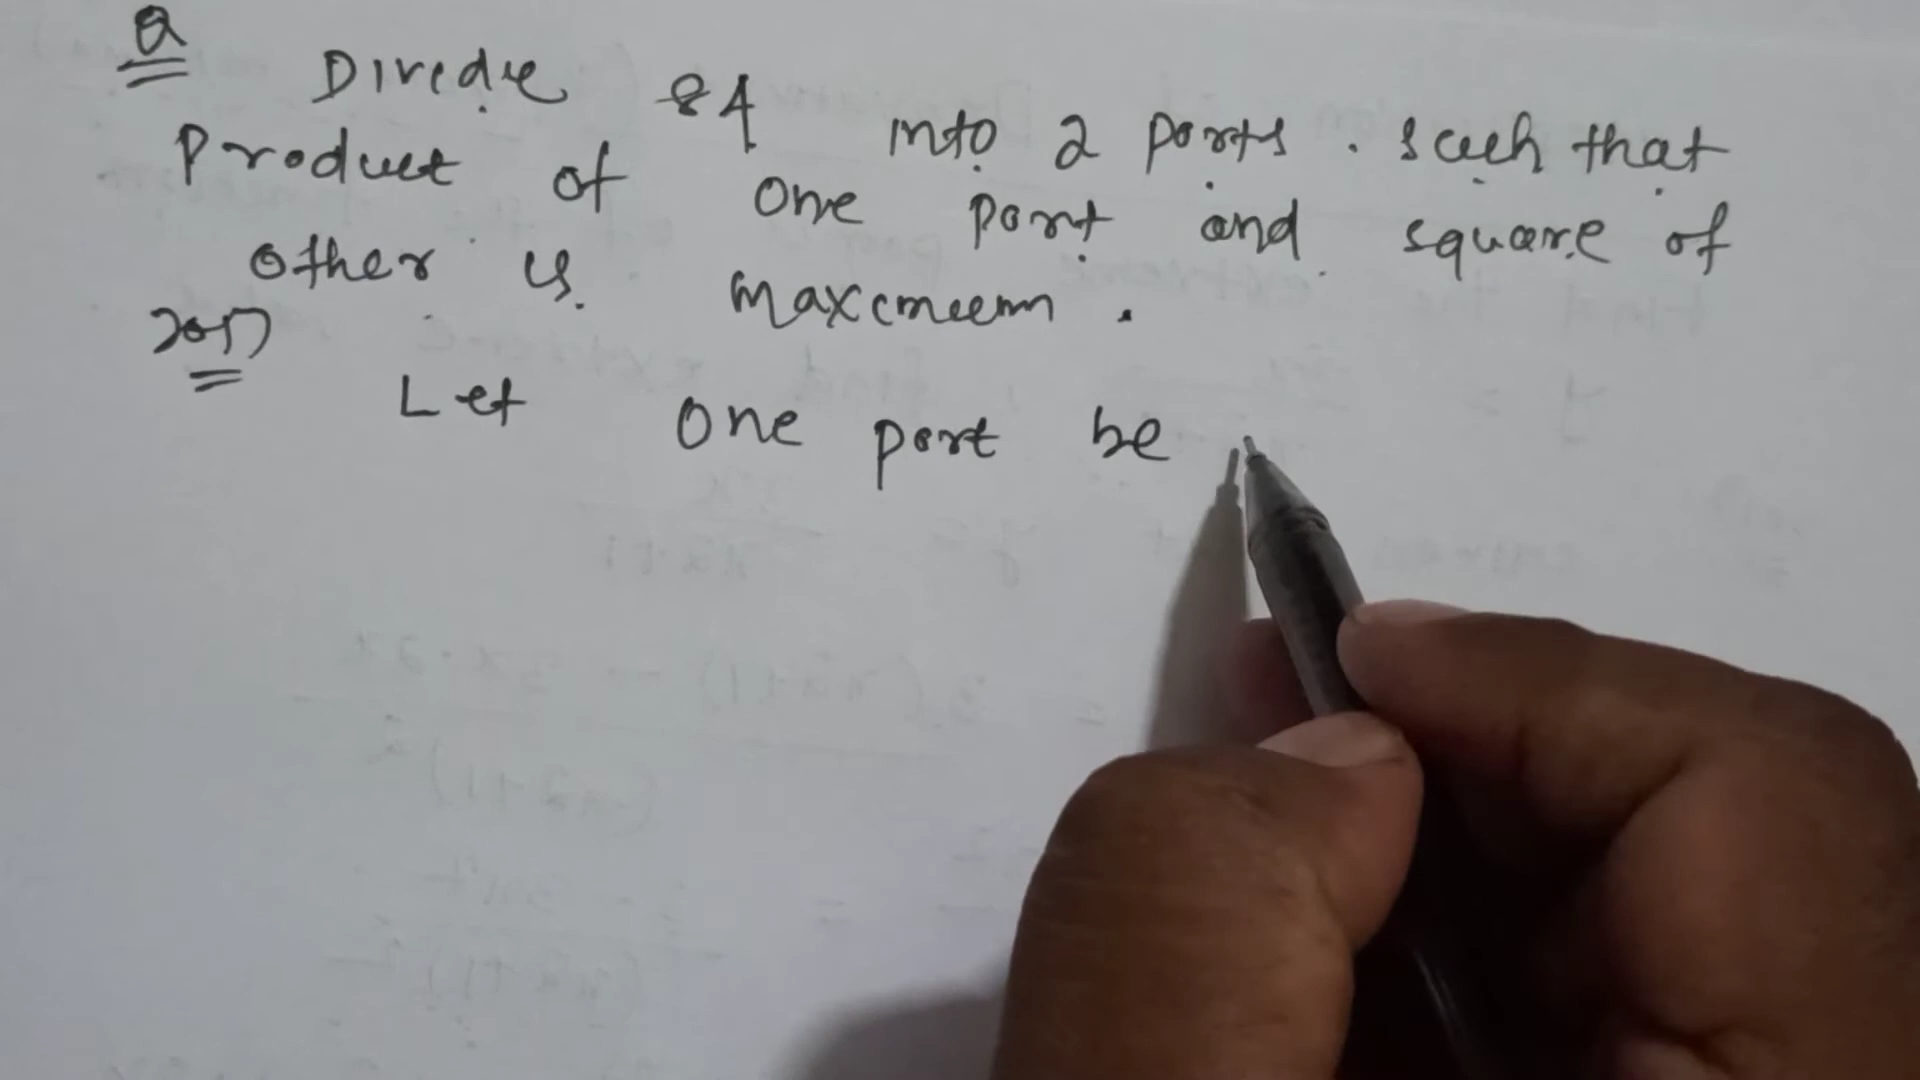 Q
Divide 84 into 2 parts. such that
Product of one part and square of
other is maximum.
2017
Let one part be